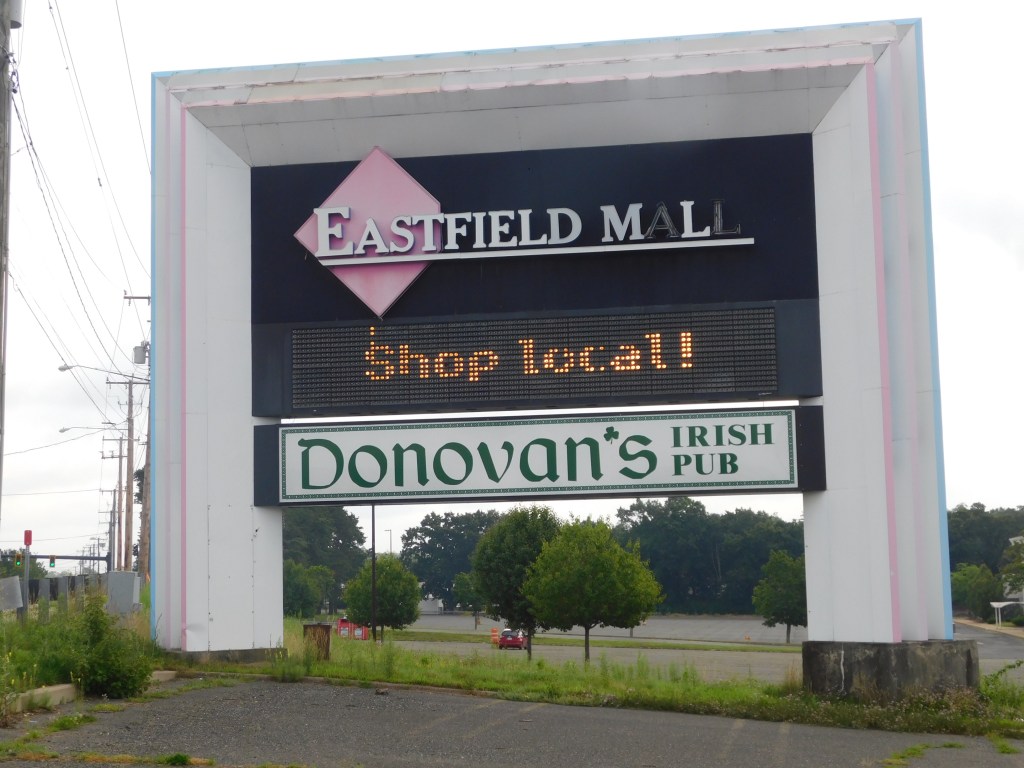 EASTFIELD MALL
Shop local!
DONOVAN'S IRISH
PUB